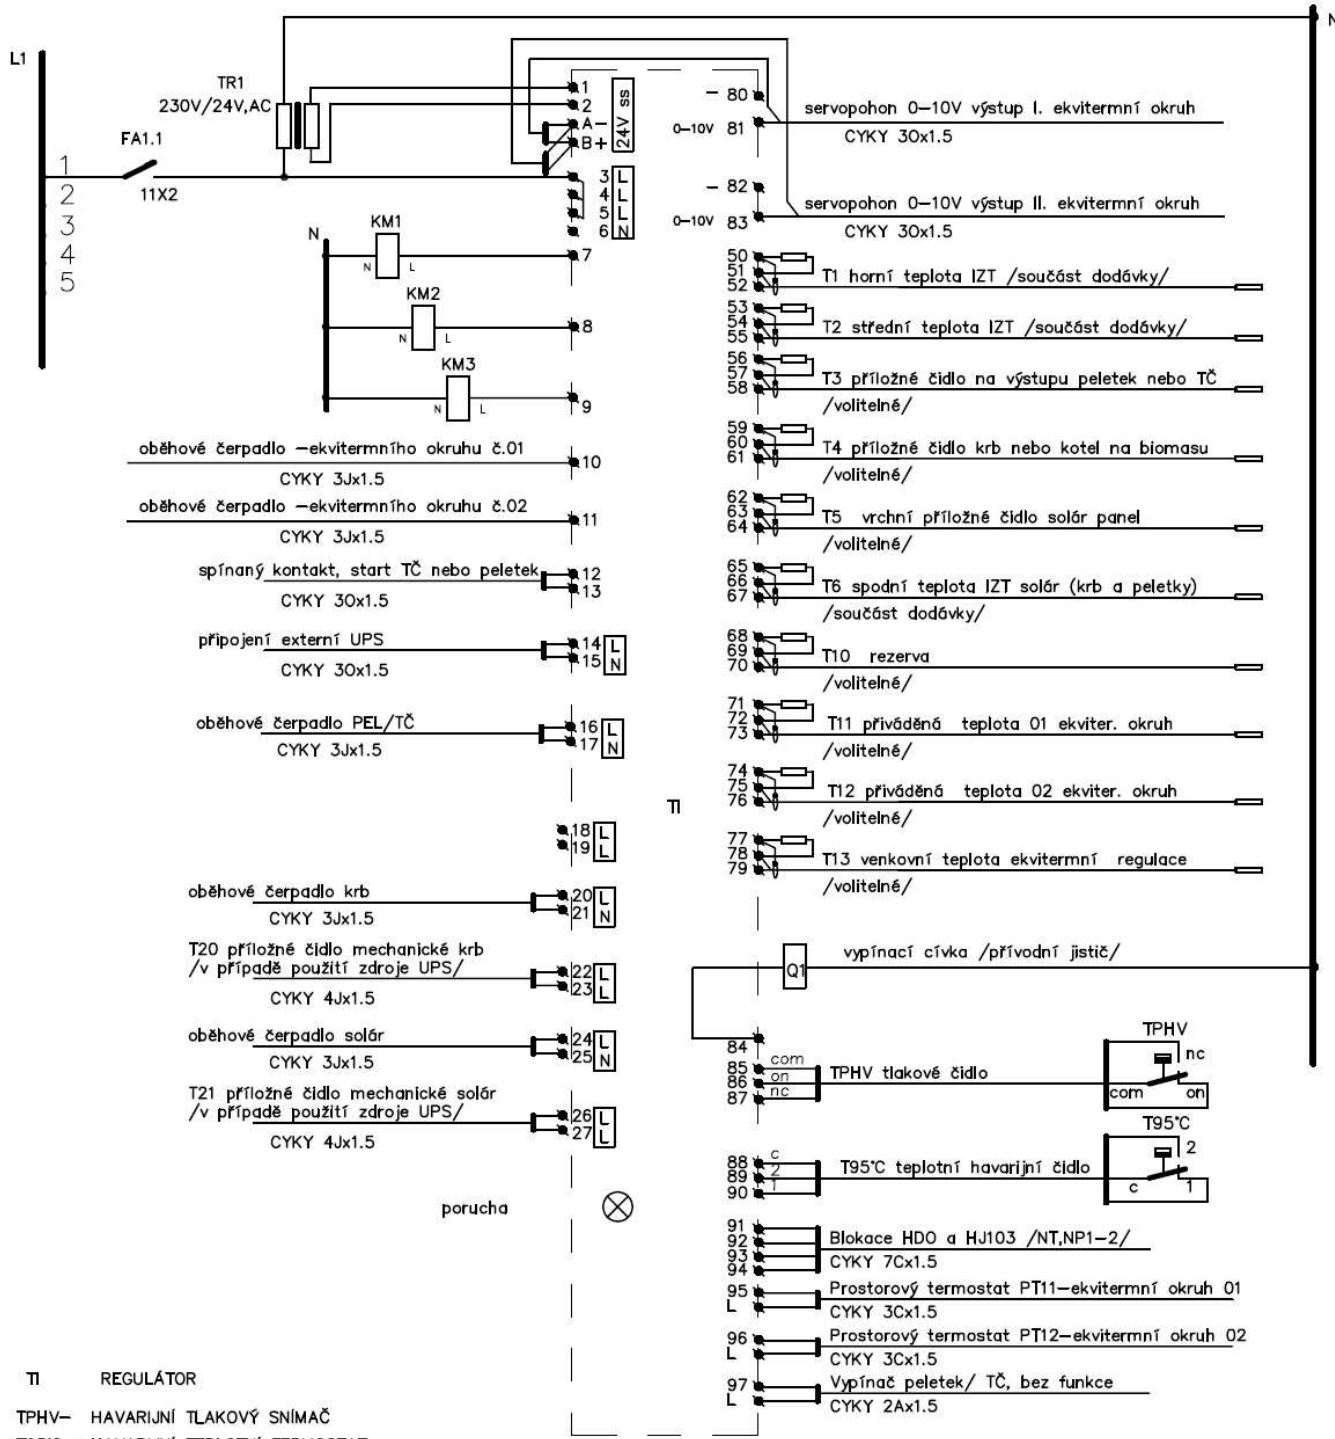 N
L1
TR1
230V/24V,AC
FA1.1
11X2
1
2
3
4
5
1
2
A-
B+
24V ss
3 L
4 L
5 L
6 N
N
KM1
N L
7
KM2
N L
8
KM3
N L
9
oběhové čerpadlo -ekvitermního okruhu č.01
CYKY 3Jx1.5
10
oběhové čerpadlo -ekvitermního okruhu č.02
CYKY 3Jx1.5
11
spínaný kontakt, start TČ nebo peletek
CYKY 3Ox1.5
12
13
připojení externí UPS
CYKY 3Ox1.5
14 L
15 N
oběhové čerpadlo PEL/TČ
CYKY 3Jx1.5
16 L
17 N
18 L
19 L
oběhové čerpadlo krb
CYKY 3Jx1.5
20 L
21 N
T20 příložné čidlo mechanické krb
/v případě použití zdroje UPS/
CYKY 4Jx1.5
22 L
23 L
oběhové čerpadlo solár
CYKY 3Jx1.5
24 L
25 N
T21 příložné čidlo mechanické solár
/v případě použití zdroje UPS/
CYKY 4Jx1.5
26 L
27 L
porucha
TI
- 80
0-10V 81
servopohon 0-10V výstup I. ekvitermní okruh
CYKY 3Ox1.5
- 82
0-10V 83
servopohon 0-10V výstup II. ekvitermní okruh
CYKY 3Ox1.5
50
51
52
T1 horní teplota IZT /součást dodávky/
53
54
55
T2 střední teplota IZT /součást dodávky/
56
57
58
T3 příložné čidlo na výstupu peletek nebo TČ
/volitelné/
59
60
61
T4 příložné čidlo krb nebo kotel na biomasu
/volitelné/
62
63
64
T5 vrchní příložné čidlo solár panel
/volitelné/
65
66
67
T6 spodní teplota IZT solár (krb a peletky)
/součást dodávky/
68
69
70
T10 rezerva
/volitelné/
71
72
73
T11 přiváděná teplota 01 ekviter. okruh
/volitelné/
74
75
76
T12 přiváděná teplota 02 ekviter. okruh
/volitelné/
77
78
79
T13 venkovní teplota ekvitermní regulace
/volitelné/
Q1
vypínací cívka /přívodní jistič/
84
85 com
86 on
87 nc
TPHV tlakové čidlo
TPHV
nc
com on
88 c
89 2
90 1
T95°C teplotní havarijní čidlo
T95°C
2
c 1
91
92
93
94
Blokace HDO a HJ103 /NT,NP1-2/
CYKY 7Cx1.5
95
L
Prostorový termostat PT11-ekvitermní okruh 01
CYKY 3Cx1.5
96
L
Prostorový termostat PT12-ekvitermní okruh 02
CYKY 3Cx1.5
97
L
Vypínač peletek/ TČ, bez funkce
CYKY 2Ax1.5
TI REGULÁTOR
TPHV- HAVARIJNÍ TLAKOVÝ SNÍMAČ